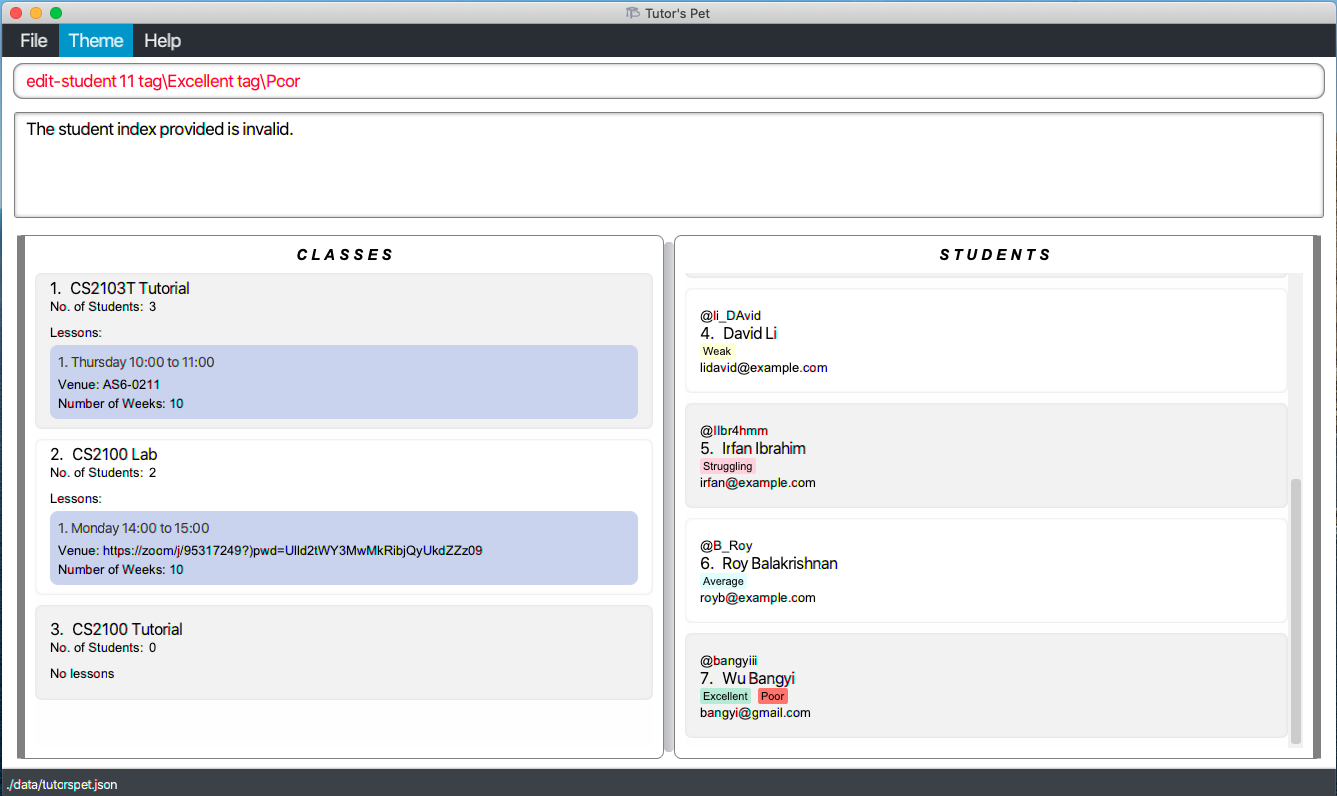 Tutor's Pet
File Theme Help
edit-student 11 tag\Excellent tag\Pcor
The student index provided is invalid.
CLASSES
1. CS2103T Tutorial
No. of Students: 3
Lessons:
1. Thursday 10:00 to 11:00
Venue: AS6-0211
Number of Weeks: 10
2. CS2100 Lab
No. of Students: 2
Lessons:
1. Monday 14:00 to 15:00
Venue: https://zoom/j/95317249?)pwd=Ulld2tWY3MwMkRibjQyUkdZZz09
Number of Weeks: 10
3. CS2100 Tutorial
No. of Students: 0
No lessons
STUDENTS
@li_DAvid
4. David Li
Weak
lidavid@example.com
@IIbr4hmm
5. Irfan Ibrahim
Struggling
irfan@example.com
@B_Roy
6. Roy Balakrishnan
Average
royb@example.com
@bangyiii
7. Wu Bangyi
Excellent Poor
bangyi@gmail.com
./data/tutorspet.json